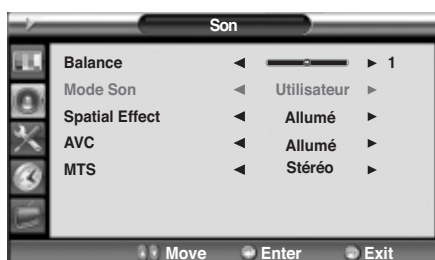 Son
Balance 1
Mode Son Utilisateur
Spatial Effect Allumé
AVC Allumé
MTS Stéréo
Move Enter Exit